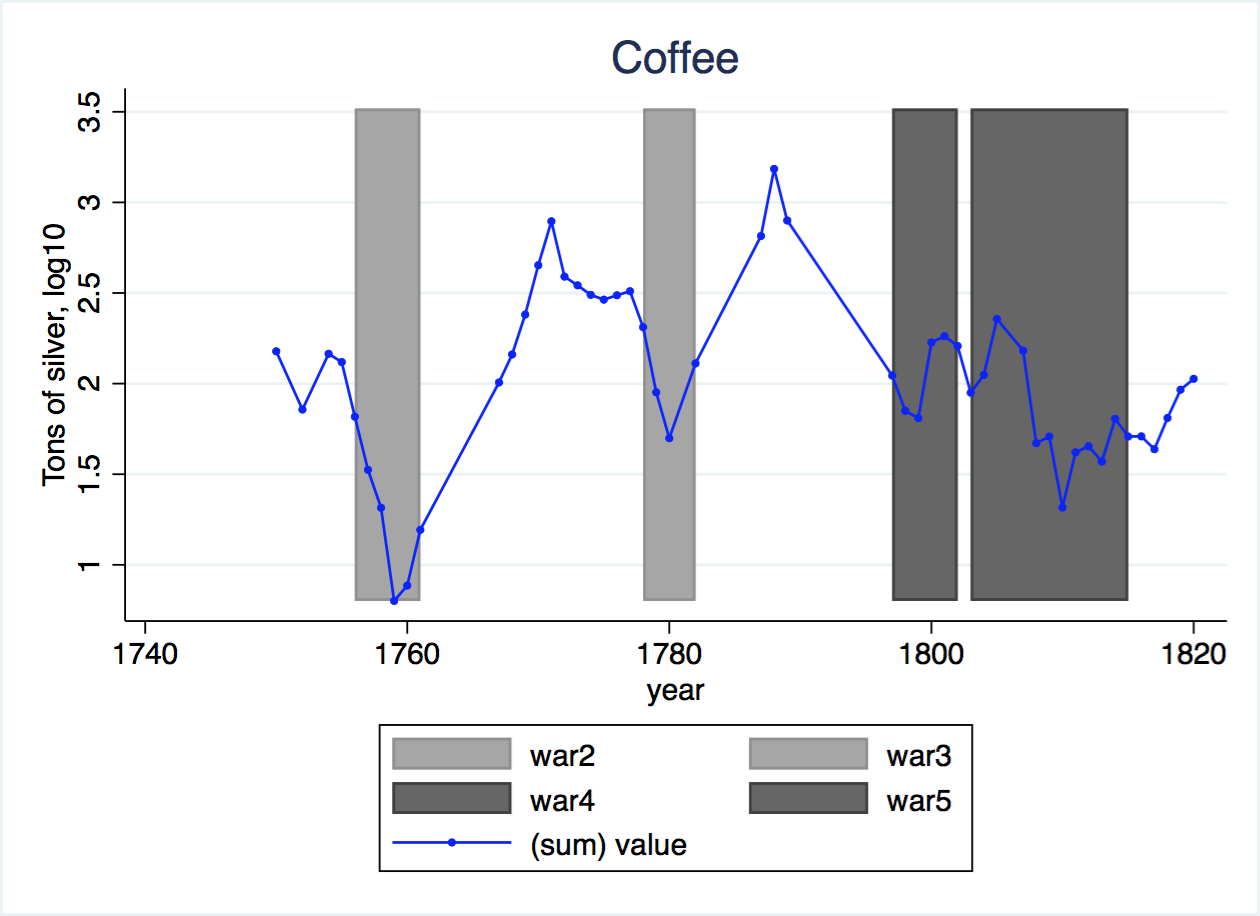 Coffee
Tons of silver, log10
3.5
3
2.5
2
1.5
1
1740 1760 1780 1800 1820
year
war2 war3
war4 war5
(sum) value